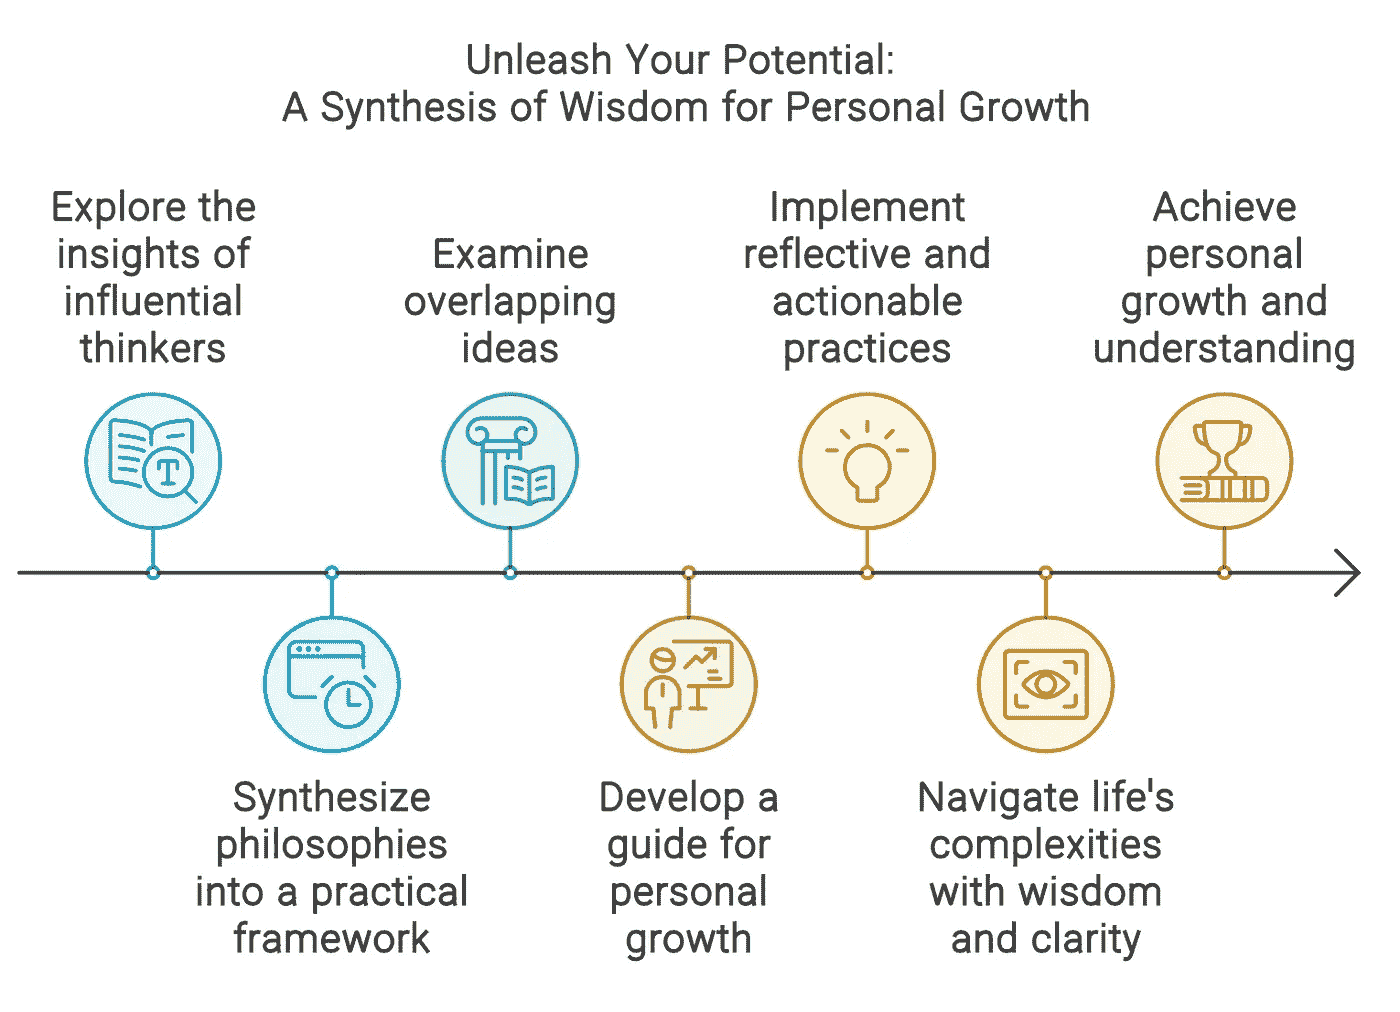 Unleash Your Potential:
A Synthesis of Wisdom for Personal Growth
Explore the
insights of
influential
thinkers
Examine
overlapping
ideas
Implement
reflective and
actionable
practices
Achieve
personal
growth and
understanding
T
Synthesize
philosophies
into a practical
framework
Develop a
guide for
personal
growth
Navigate life's
complexities
with wisdom
and clarity